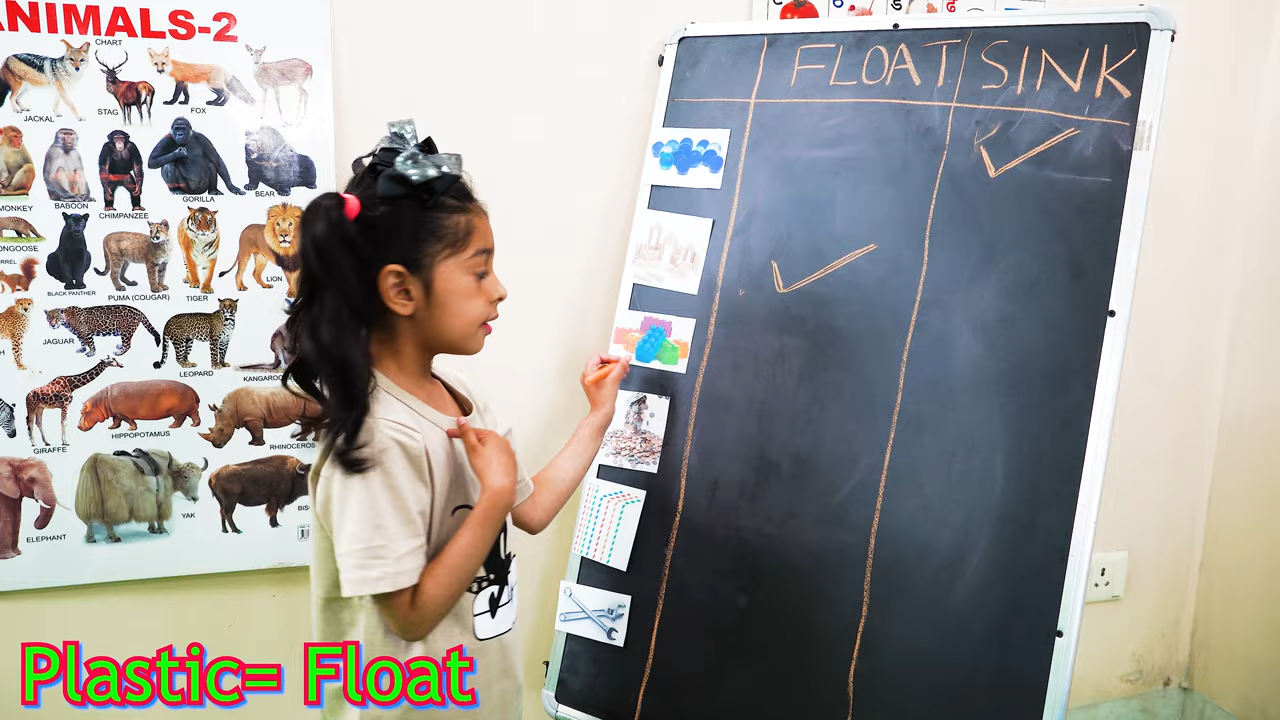 ANIMALS-2
CHART
JACKAL
STAG
FOX
MONKEY
BABOON
CHIMPANZEE
GORILLA
BEAR
MONGOOSE
BLACK PANTHER
PUMA (COUGAR)
TIGER
LION
JAGUAR
LEOPARD
KANGAROO
GIRAFFE
HIPPOPOTAMUS
RHINOCEROS
ELEPHANT
YAK
FLOAT
SINK
Plastic= Float